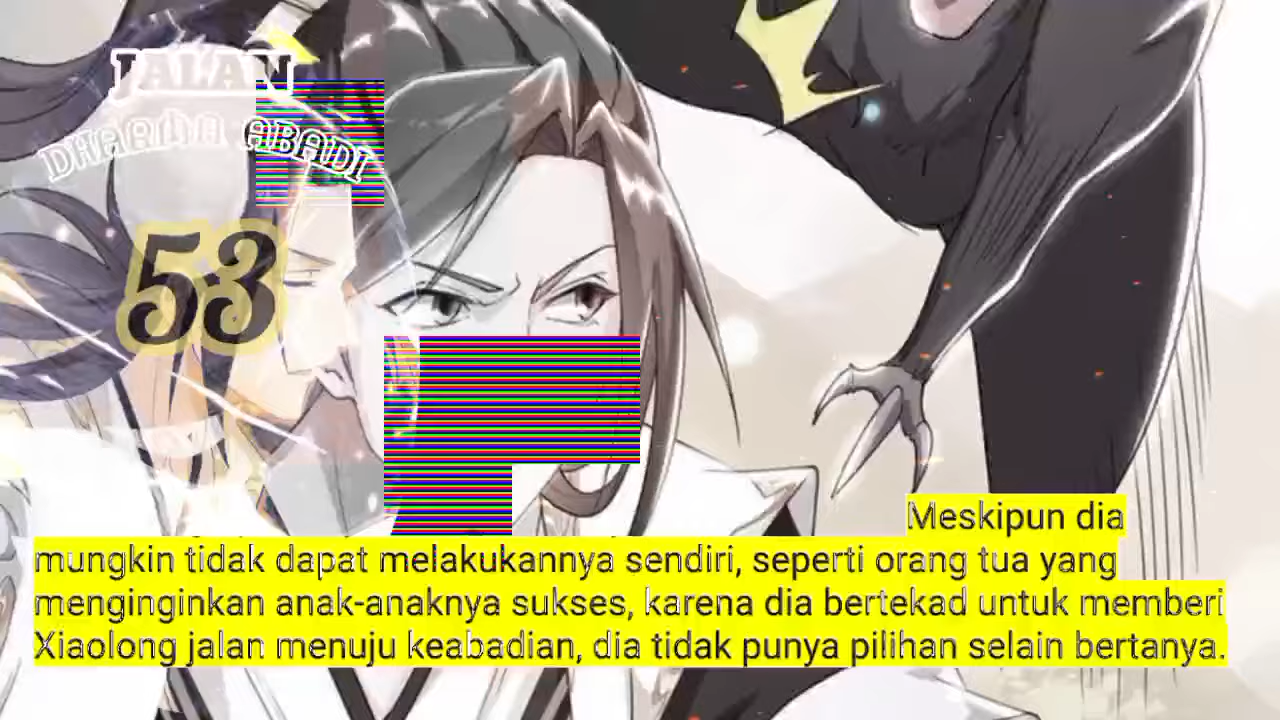 JALAN
DHARMA ABADI
53
Meskipun dia
mungkin tidak dapat melakukannya sendiri, seperti orang tua yang
menginginkan anak-anaknya sukses, karena dia bertekad untuk memberi
Xiaolong jalan menuju keabadian, dia tidak punya pilihan selain bertanya.